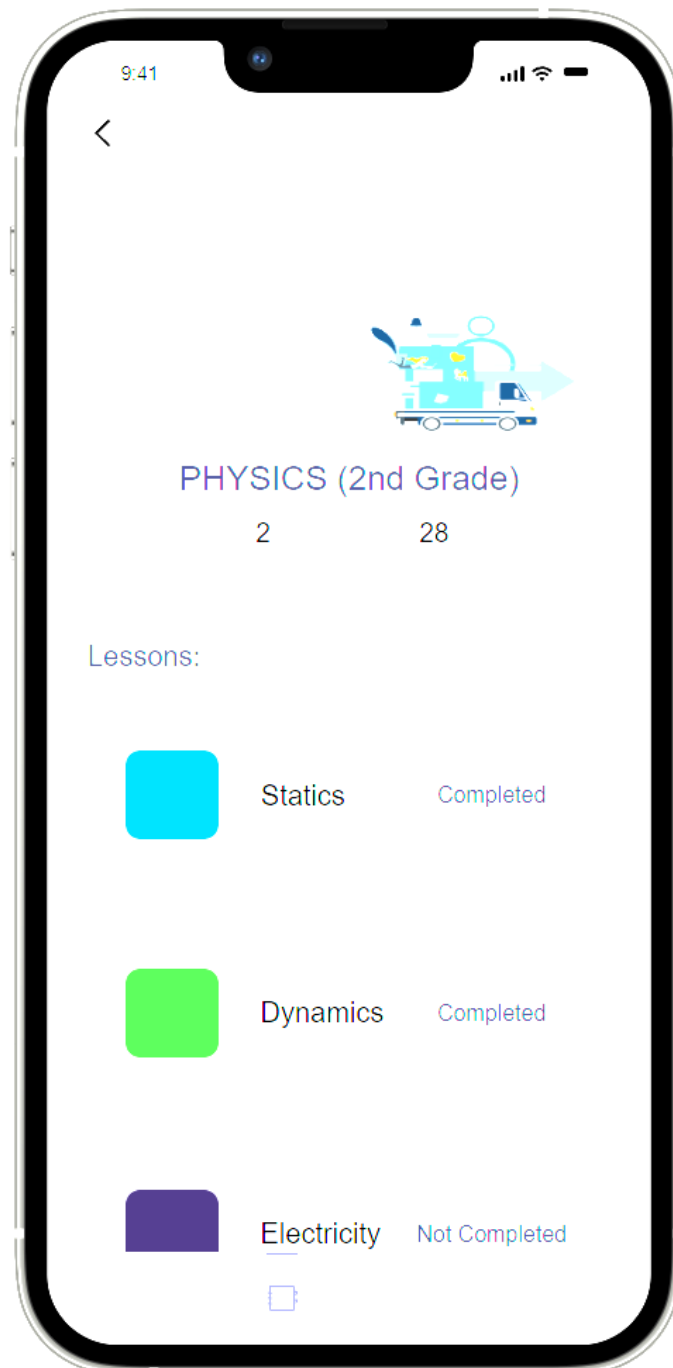 9:41
PHYSICS (2nd Grade)
2 28
Lessons:
Statics Completed
Dynamics Completed
Electricity Not Completed